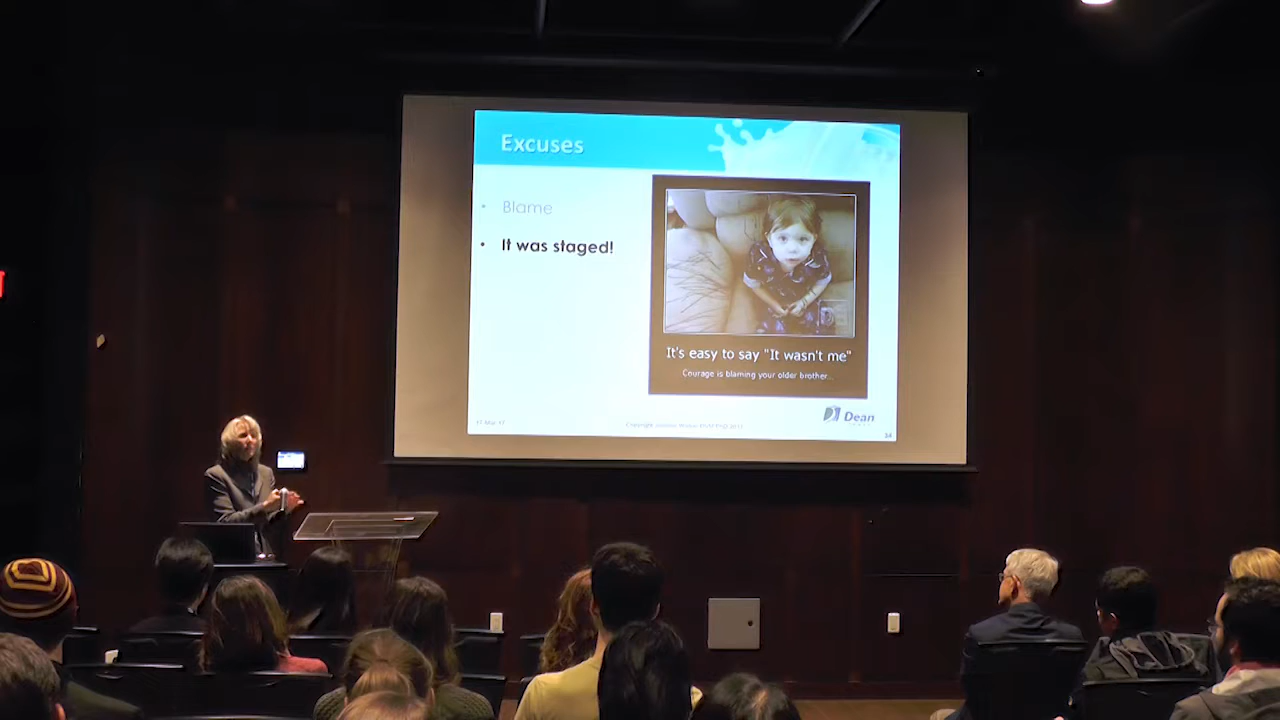 Excuses
• Blame
• It was staged!
It's easy to say "It wasn't me"
Courage is blaming your older brother...
Dean
34